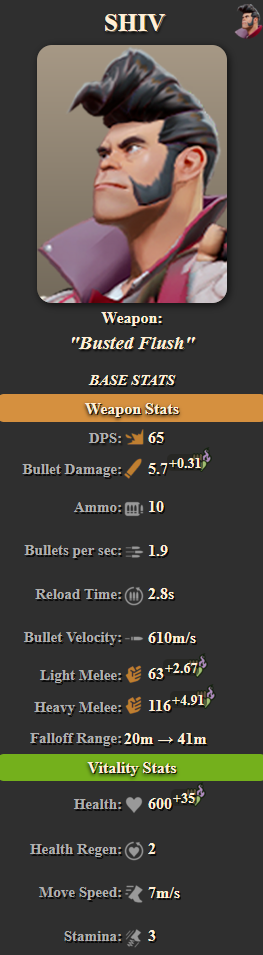 SHIV
Weapon:
"Busted Flush"
BASE STATS
Weapon Stats
DPS: 65
Bullet Damage: 5.7+0.31
Ammo: 10
Bullets per sec: 1.9
Reload Time: 2.8s
Bullet Velocity: 610m/s
Light Melee: 63+2.67
Heavy Melee: 116+4.91
Falloff Range: 20m → 41m
Vitality Stats
Health: 600+35
Health Regen: 2
Move Speed: 7m/s
Stamina: 3